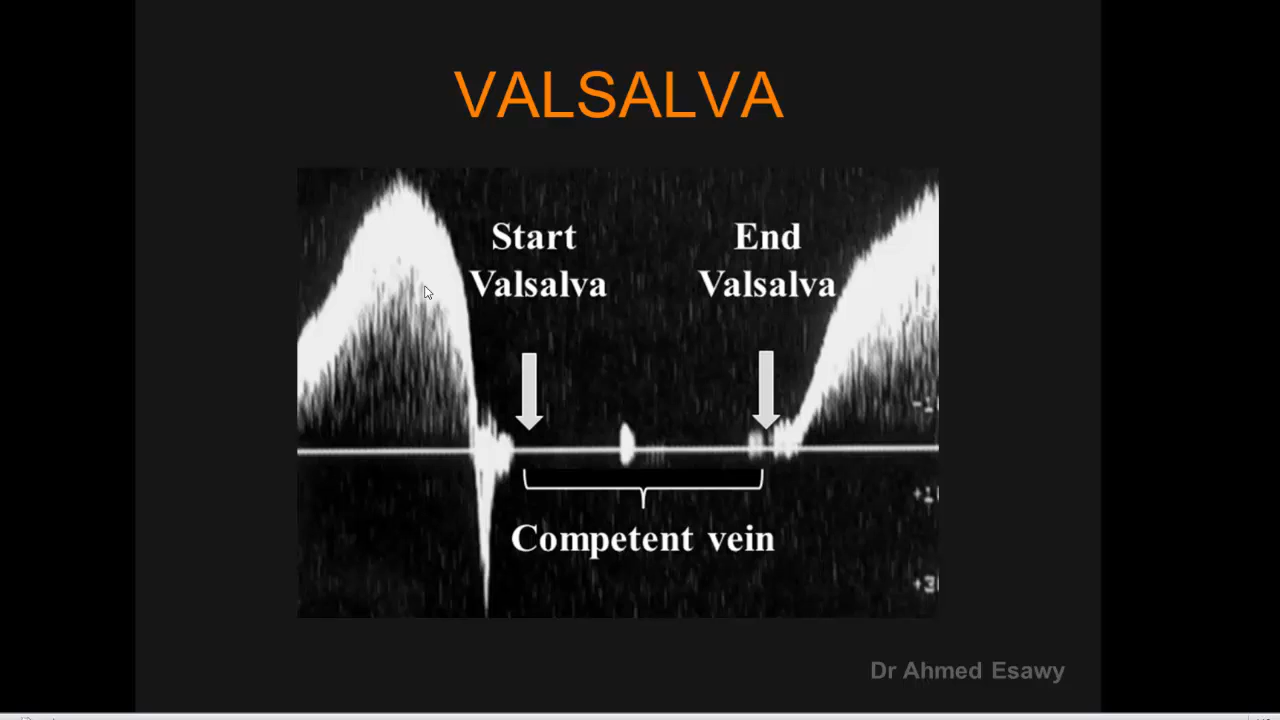 VALSALVA
Start
Valsalva
End
Valsalva
Competent vein
Dr Ahmed Esawy